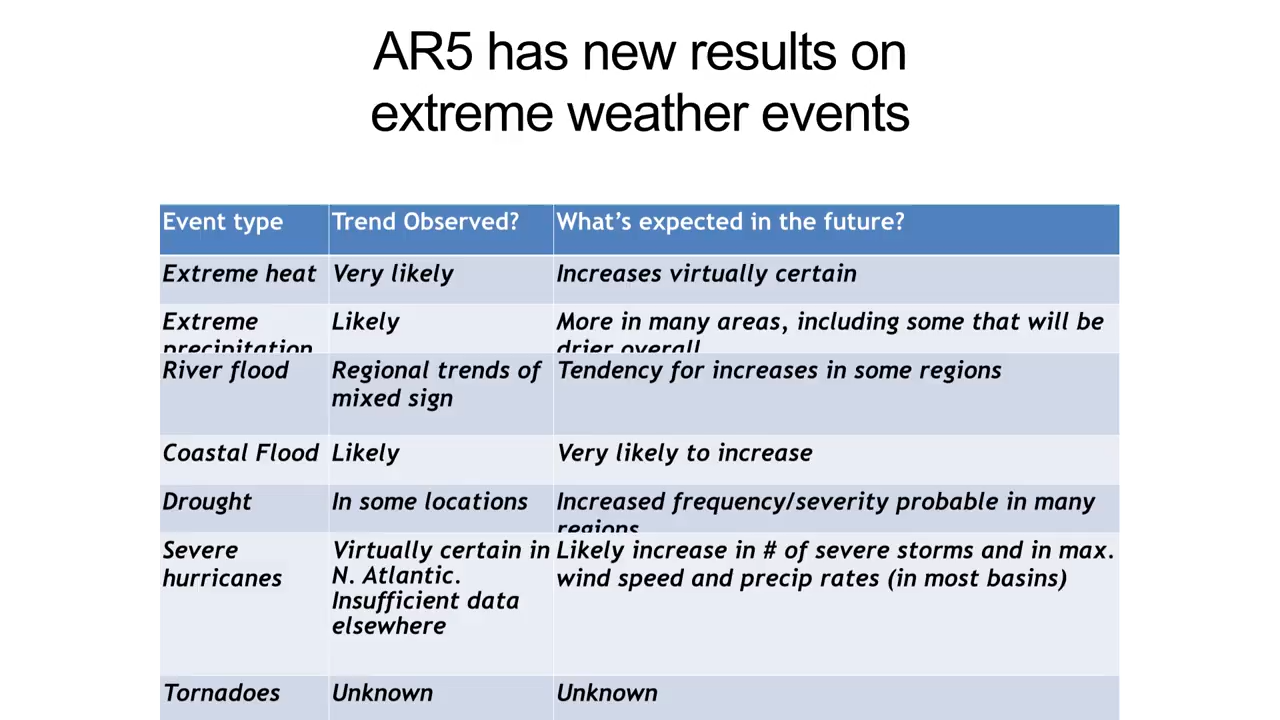 AR5 has new results on
extreme weather events
Event type Trend Observed? What's expected in the future?
Extreme heat Very likely Increases virtually certain
Extreme Likely More in many areas, including some that will be
precipitation drier overall
River flood Regional trends of Tendency for increases in some regions
mixed sign
Coastal Flood Likely Very likely to increase
Drought In some locations Increased frequency/severity probable in many
regions
Severe Virtually certain in Likely increase in # of severe storms and in max.
hurricanes N. Atlantic. wind speed and precip rates (in most basins)
Insufficient data
elsewhere
Tornadoes Unknown Unknown